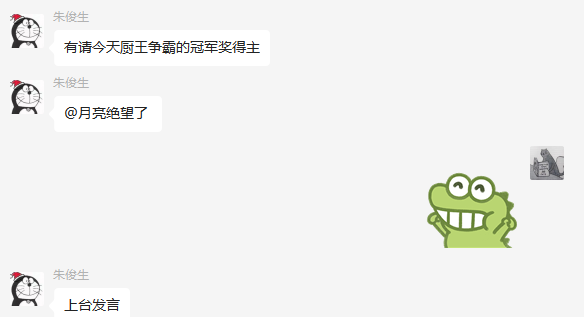 朱俊生
有请今天厨王争霸的冠军奖得主
朱俊生
@月亮绝望了
朱俊生
上台发言